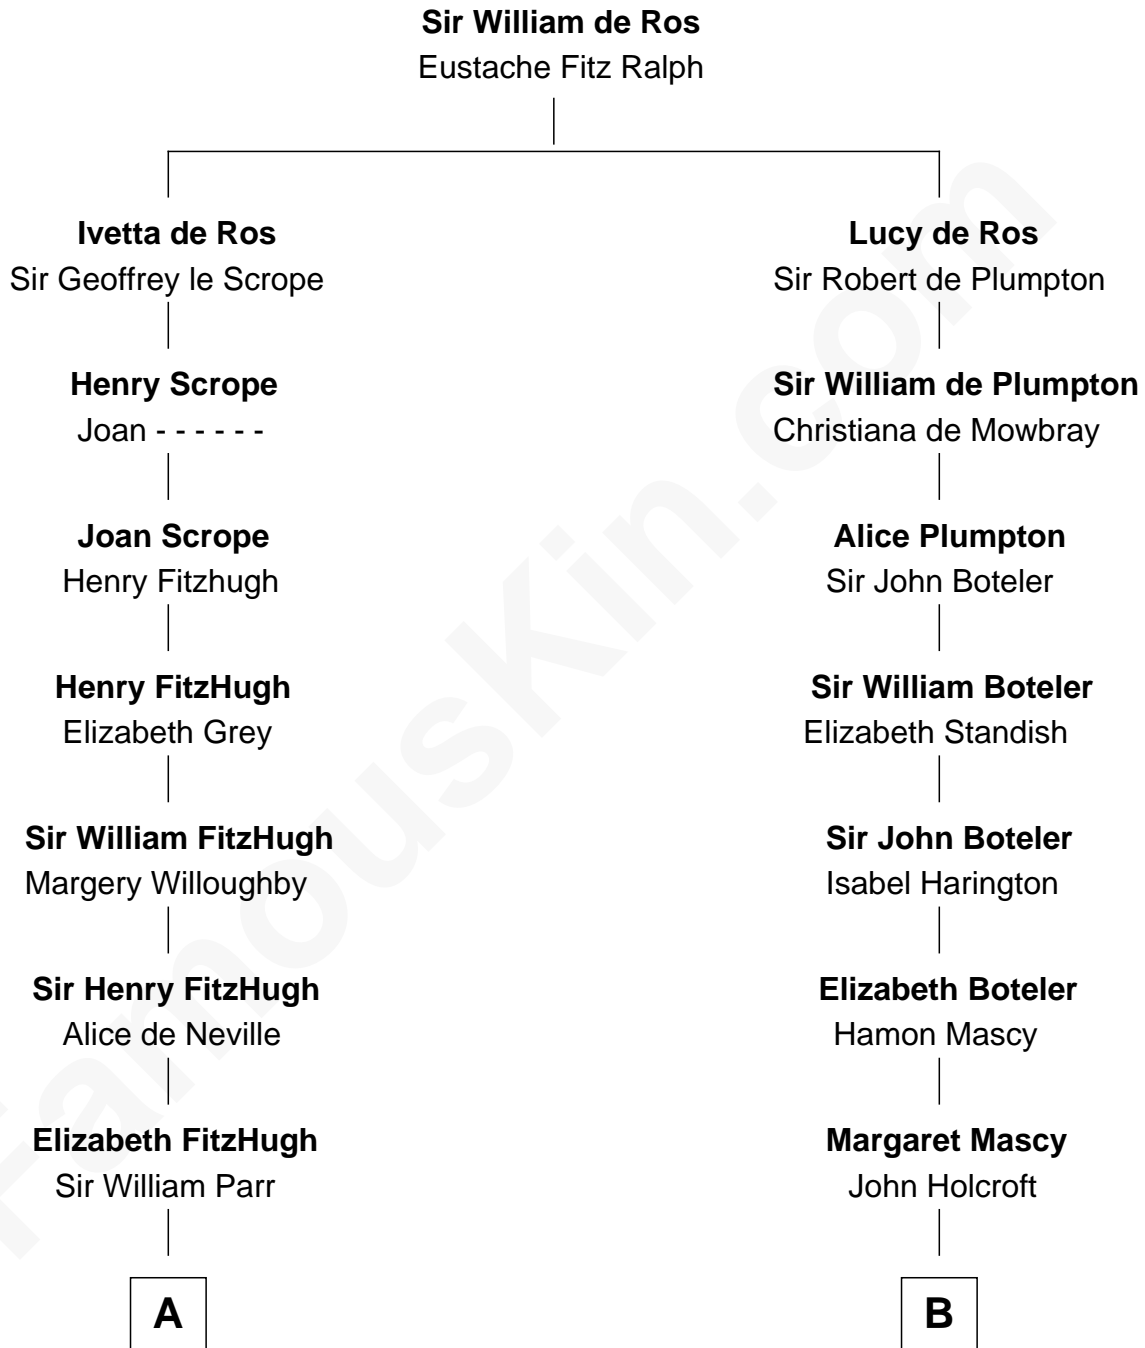 Sir William de Ros
Eustache Fitz Ralph
Ivetta de Ros
Sir Geoffrey le Scrope
Lucy de Ros
Sir Robert de Plumpton
Henry Scrope
Joan - - - - - -
Sir William de Plumpton
Christiana de Mowbray
Joan Scrope
Henry Fitzhugh
Alice Plumpton
Sir John Boteler
Henry FitzHugh
Elizabeth Grey
Sir William Boteler
Elizabeth Standish
Sir William FitzHugh
Margery Willoughby
Sir John Boteler
Isabel Harington
Sir Henry FitzHugh
Alice de Neville
Elizabeth Boteler
Hamon Mascy
Elizabeth FitzHugh
Sir William Parr
Margaret Mascy
John Holcroft
A
B
FamousKin.com